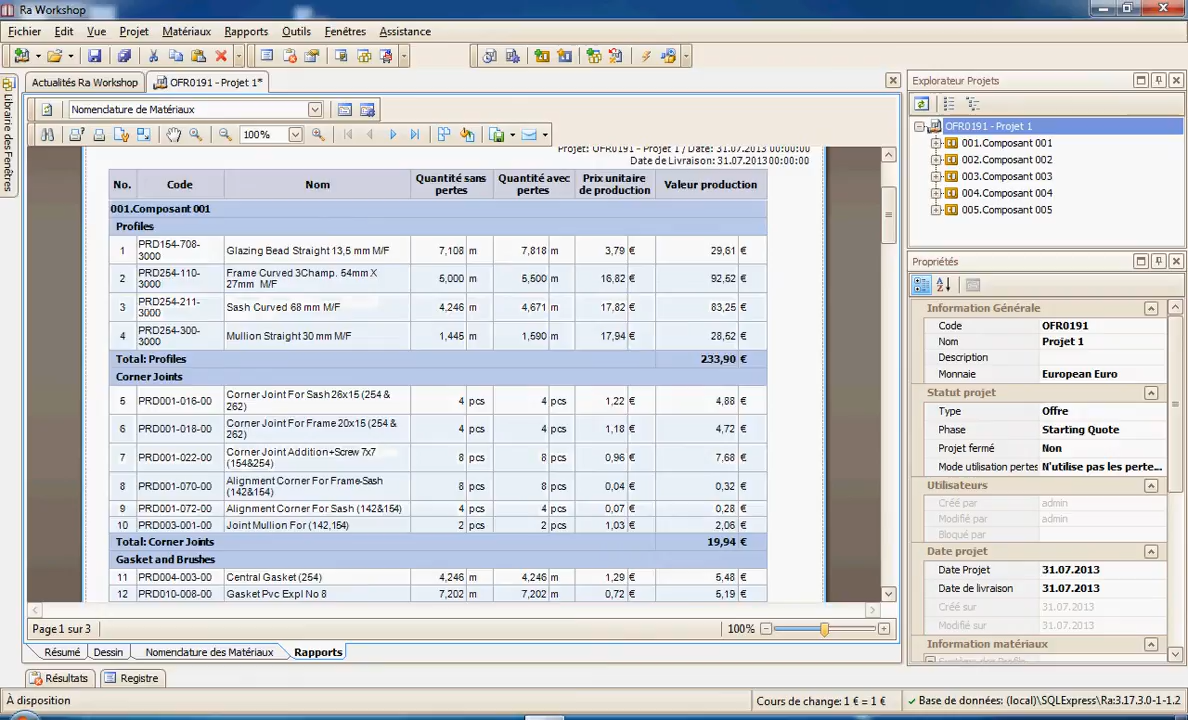 Ra Workshop
Fichier Edit Vue Projet Matériaux Rapports Outils Fenêtres Assistance
Actualités Ra Workshop OFR0191 - Projet 1*
Librairie des Fenêtres
Nomenclature de Matériaux
100%
Projet: OFR0191 - Projet 1 / Date: 31.07.2013 00:00:00
Date de Livraison: 31.07.2013 00:00:00
No. Code Nom Quantité sans pertes Quantité avec pertes Prix unitaire de production Valeur production
001.Composant 001
Profiles
1 PRD154-708-3000 Glazing Bead Straight 13,5 mm M/F 7,108 m 7,818 m 3,79 € 29,61 €
2 PRD254-110-3000 Frame Curved 3Champ. 54mm X 27mm M/F 5,000 m 5,500 m 16,82 € 92,52 €
3 PRD254-211-3000 Sash Curved 68 mm M/F 4,246 m 4,671 m 17,82 € 83,25 €
4 PRD254-300-3000 Mullion Straight 30 mm M/F 1,445 m 1,590 m 17,94 € 28,52 €
Total: Profiles 233,90 €
Corner Joints
5 PRD001-016-00 Corner Joint For Sash 26x15 (254 & 262) 4 pcs 4 pcs 1,22 € 4,88 €
6 PRD001-018-00 Corner Joint For Frame 20x15 (254 & 262) 4 pcs 4 pcs 1,18 € 4,72 €
7 PRD001-022-00 Corner Joint Addition+Screw 7x7 (154&254) 8 pcs 8 pcs 0,96 € 7,68 €
8 PRD001-070-00 Alignment Corner For Frame-Sash (142&154) 8 pcs 8 pcs 0,04 € 0,32 €
9 PRD001-072-00 Alignment Corner For Sash (142&154) 4 pcs 4 pcs 0,07 € 0,28 €
10 PRD003-001-00 Joint Mullion For (142,154) 2 pcs 2 pcs 1,03 € 2,06 €
Total: Corner Joints 19,94 €
Gasket and Brushes
11 PRD004-003-00 Central Gasket (254) 4,246 m 4,246 m 1,29 € 5,48 €
12 PRD010-008-00 Gasket Pvc Expl No 8 7,202 m 7,202 m 0,72 € 5,19 €
Page 1 sur 3 100%
Résumé Dessin Nomenclature des Matériaux Rapports
Résultats Registre
À disposition Cours de change: 1 € = 1 € Base de données: (local)\SQLExpress\Ra:3.17.3.0-1-1.2
Explorateur Projets
OFR0191 - Projet 1
001.Composant 001
002.Composant 002
003.Composant 003
004.Composant 004
005.Composant 005
Propriétés
Information Générale
Code OFR0191
Nom Projet 1
Description
Monnaie European Euro
Statut projet
Type Offre
Phase Starting Quote
Projet fermé Non
Mode utilisation pertes N'utilise pas les perte...
Utilisateurs
Créé par admin
Modifié par admin
Bloqué par
Date projet
Date Projet 31.07.2013
Date de livraison 31.07.2013
Créé sur 31.07.2013
Modifié sur 31.07.2013
Information matériaux